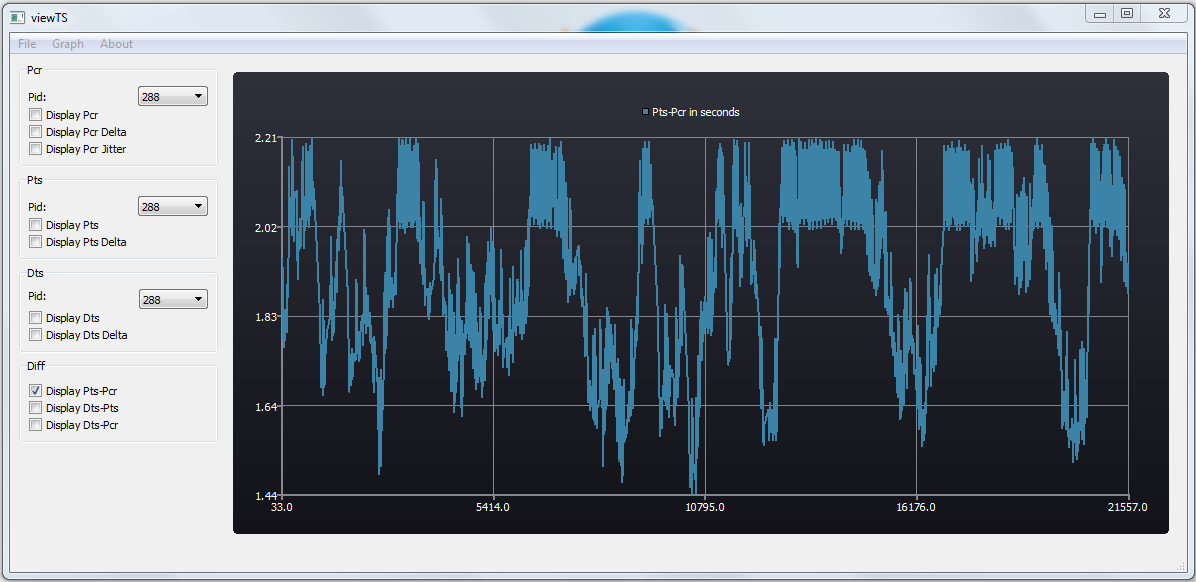 viewTS
File Graph About
Pcr
Pid: 288
Display Pcr
Display Pcr Delta
Display Pcr Jitter
Pts
Pid: 288
Display Pts
Display Pts Delta
Dts
Pid: 288
Display Dts
Display Dts Delta
Diff
Display Pts-Pcr
Display Dts-Pts
Display Dts-Pcr
Pts-Pcr in seconds
2.21
2.02
1.83
1.64
1.44
33.0 5414.0 10795.0 16176.0 21557.0